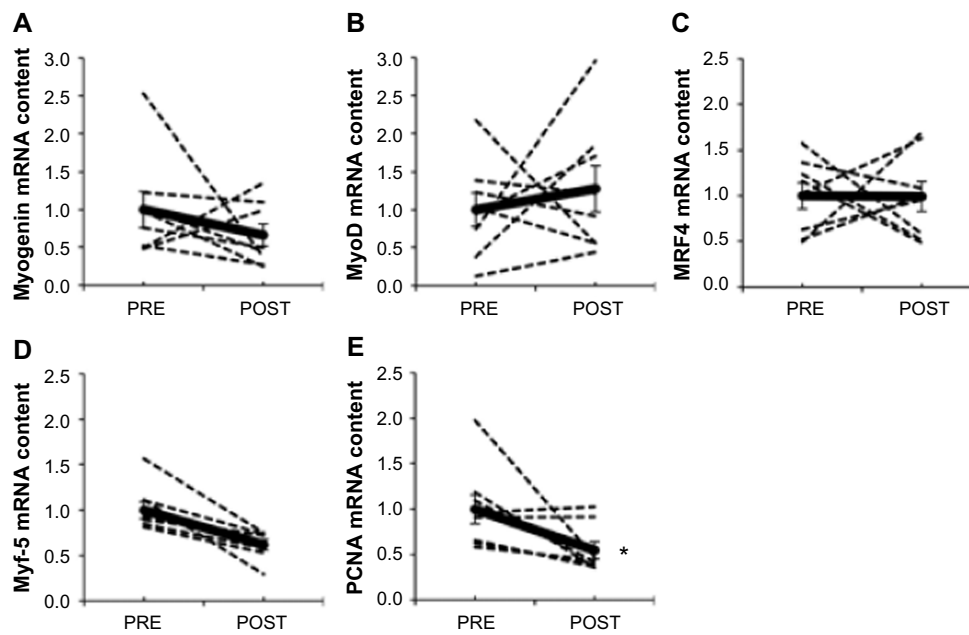 A
Myogenin mRNA content
3.0
2.5
2.0
1.5
1.0
0.5
0.0
PRE
POST
B
MyoD mRNA content
3.0
2.5
2.0
1.5
1.0
0.5
0.0
PRE
POST
C
MRF4 mRNA content
2.5
2.0
1.5
1.0
0.5
0.0
PRE
POST
D
Myf-5 mRNA content
2.5
2.0
1.5
1.0
0.5
0.0
PRE
POST
E
PCNA mRNA content
2.5
2.0
1.5
1.0
0.5
0.0
*
PRE
POST